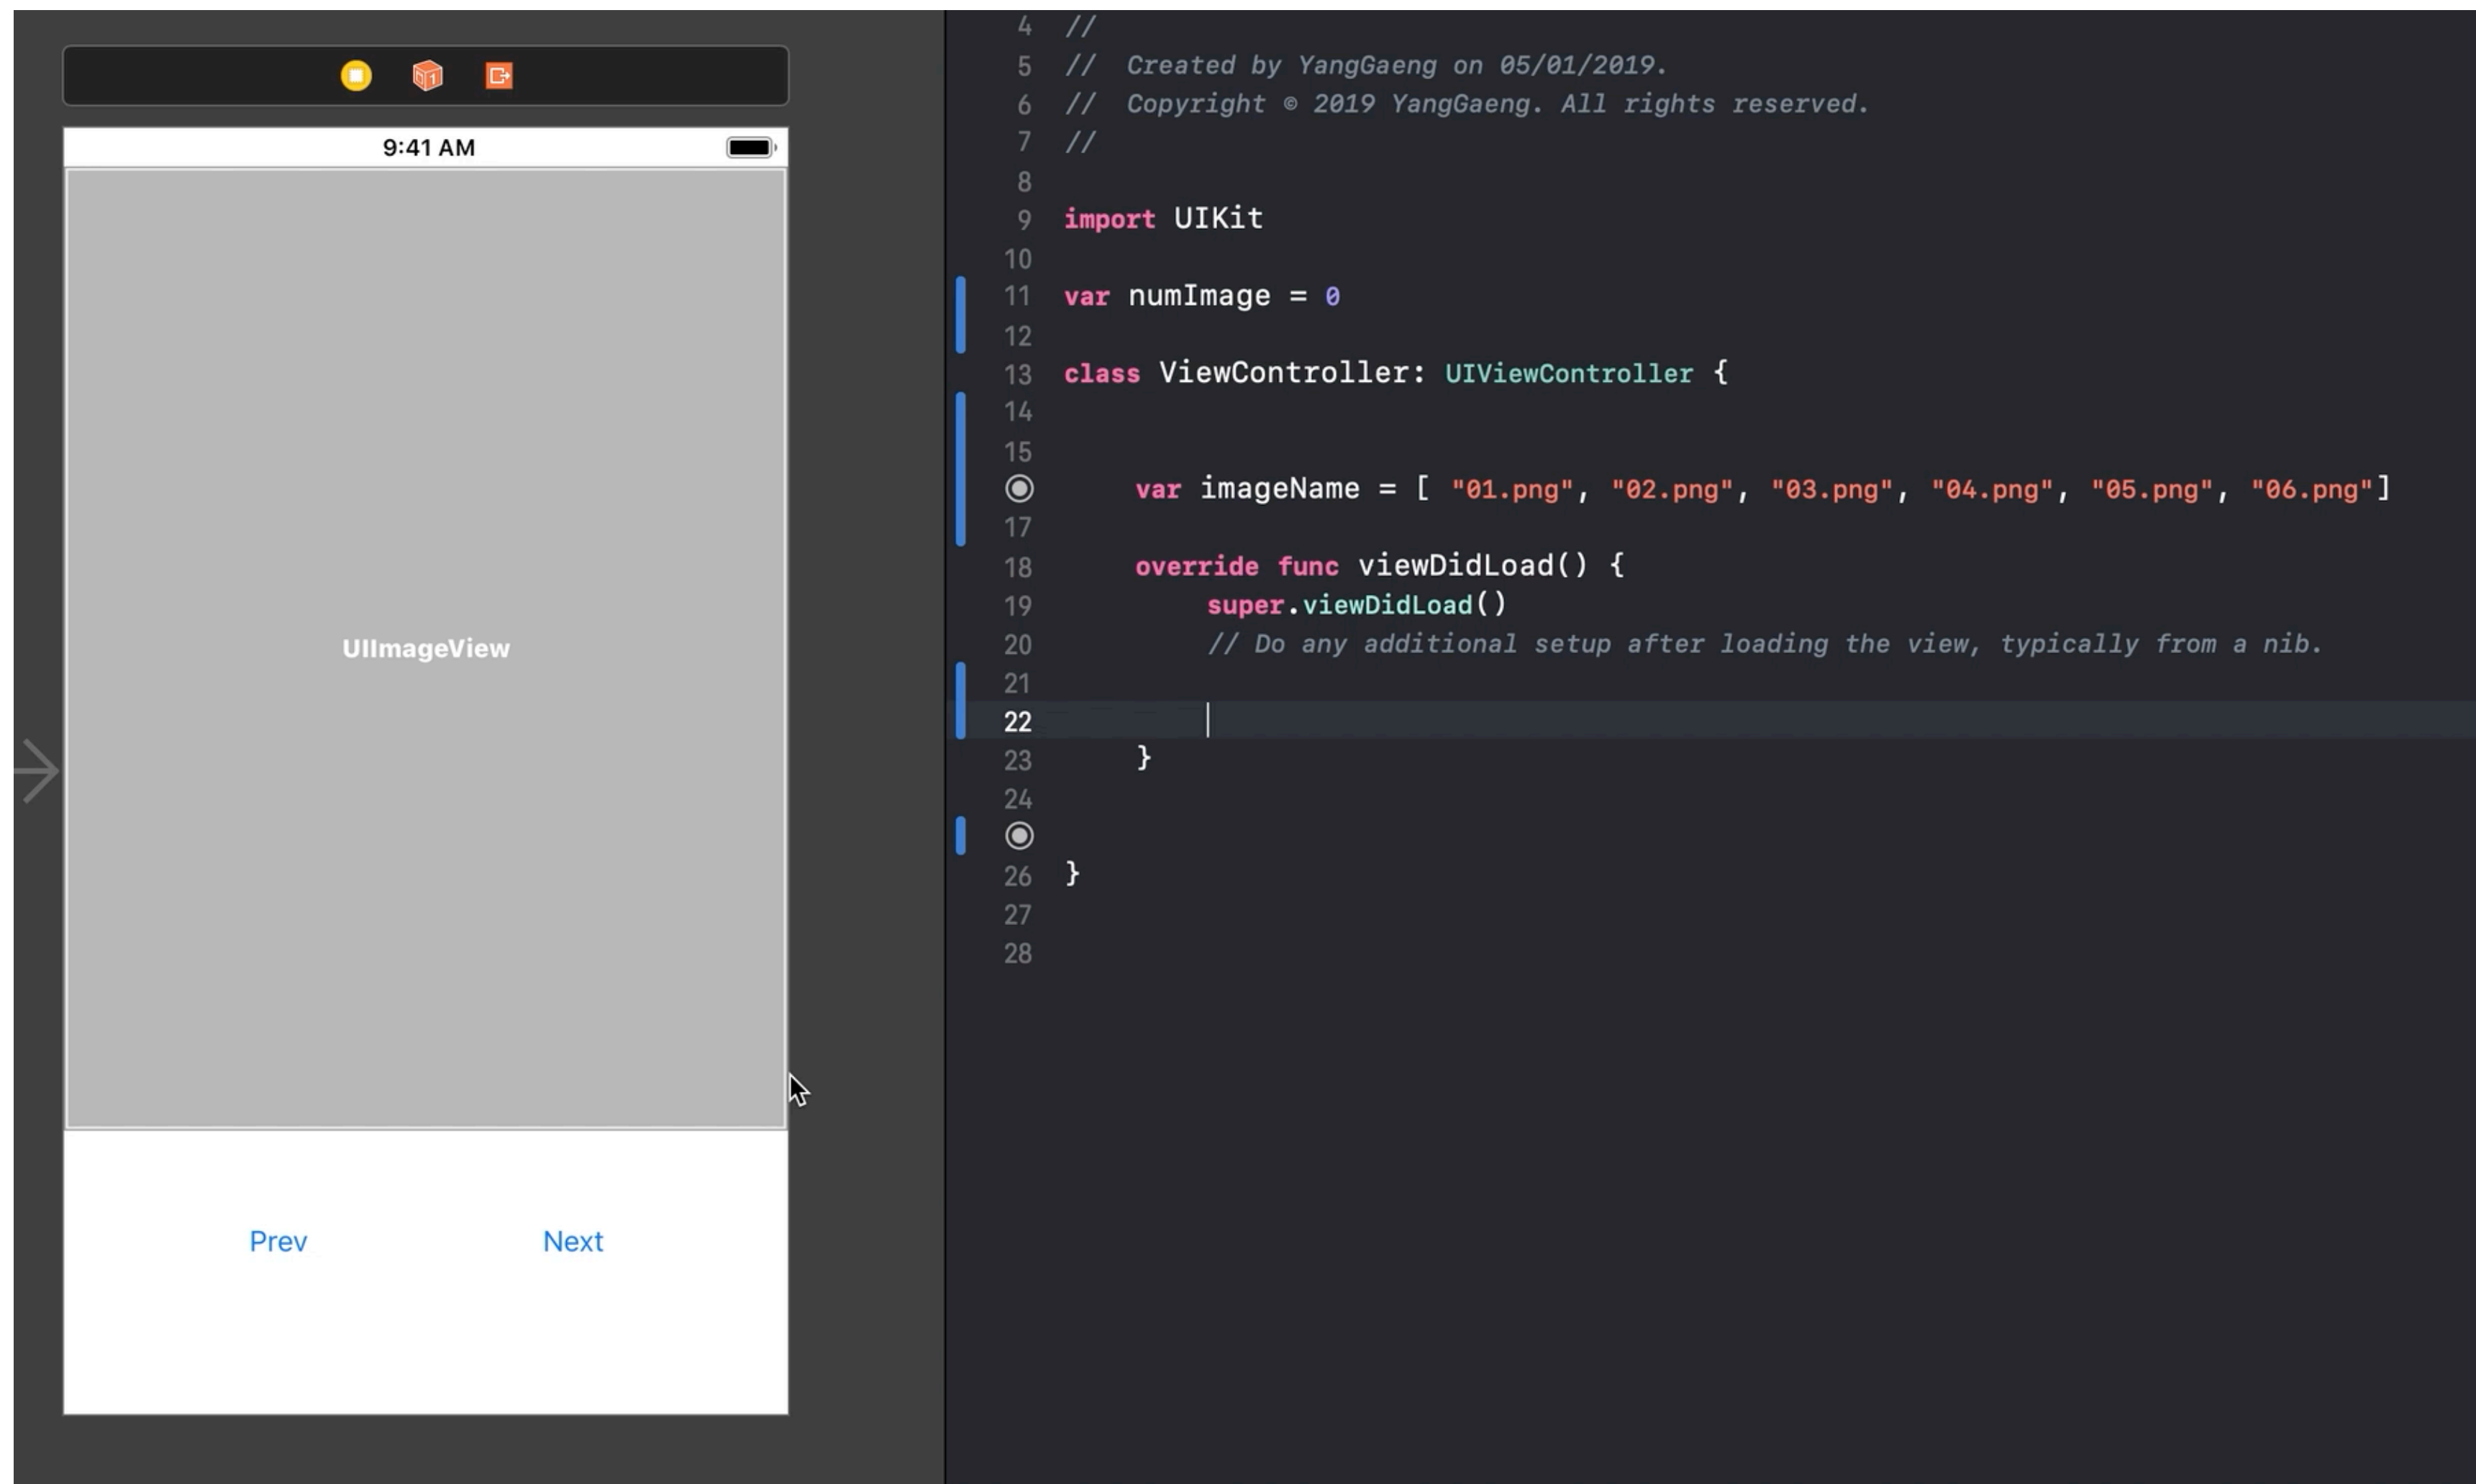 9:41 AM
UIImageView
Prev
Next
4 //
5 // Created by YangGaeng on 05/01/2019.
6 // Copyright © 2019 YangGaeng. All rights reserved.
7 //
8
9 import UIKit
10
11 var numImage = 0
12
13 class ViewController: UIViewController {
14
15
var imageName = [ "01.png", "02.png", "03.png", "04.png", "05.png", "06.png"]
17
18 override func viewDidLoad() {
19 super.viewDidLoad()
20 // Do any additional setup after loading the view, typically from a nib.
21
22
23 }
24
26 }
27
28